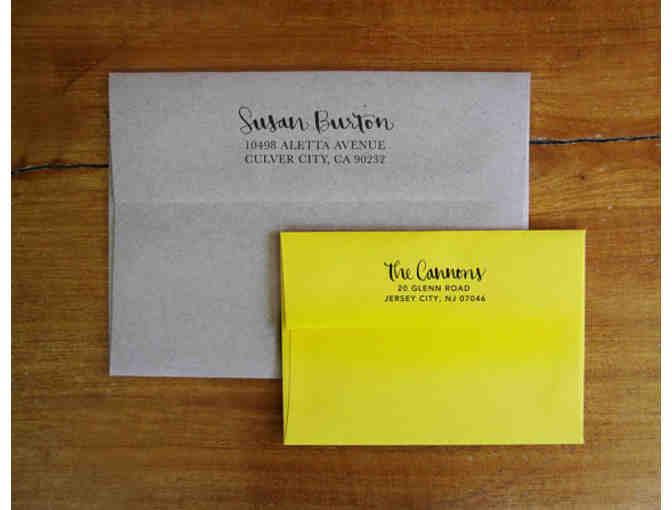 Susan Burton
10498 ALETTA AVENUE
CULVER CITY, CA 90232
the Cannons
20 GLENN ROAD
JERSEY CITY, NJ 07046